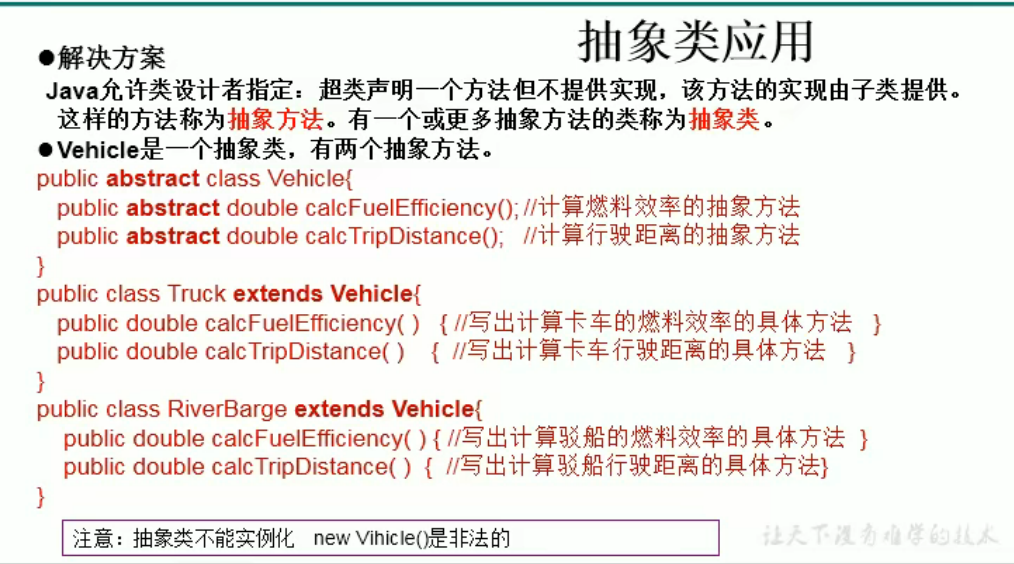 抽象类应用
●解决方案
Java允许类设计者指定：超类声明一个方法但不提供实现，该方法的实现由子类提供。
这样的方法称为抽象方法。有一个或更多抽象方法的类称为抽象类。
●Vehicle是一个抽象类，有两个抽象方法。
public abstract class Vehicle{
public abstract double calcFuelEfficiency(); //计算燃料效率的抽象方法
public abstract double calcTripDistance(); //计算行驶距离的抽象方法
}
public class Truck extends Vehicle{
public double calcFuelEfficiency( ) { //写出计算卡车的燃料效率的具体方法 }
public double calcTripDistance( ) { //写出计算卡车行驶距离的具体方法 }
}
public class RiverBarge extends Vehicle{
public double calcFuelEfficiency( ) { //写出计算驳船的燃料效率的具体方法 }
public double calcTripDistance( ) { //写出计算驳船行驶距离的具体方法}
}
注意：抽象类不能实例化 new Vihicle()是非法的
让天下没有难学的技术